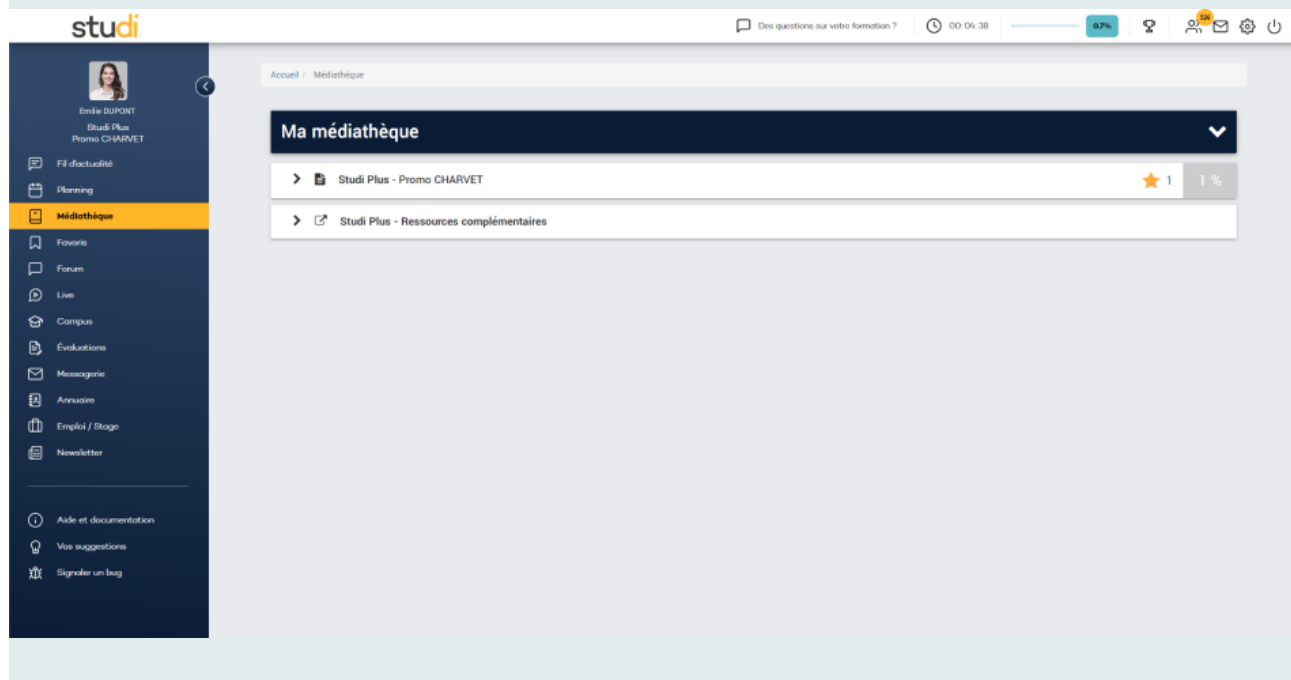 studi
Des questions sur votre formation ?
00: 04: 38
0.7%
526
Emilie DUPONT
Studi Plus
Promo CHARVET
Fil d'actualité
Planning
Médiathèque
Favoris
Forum
Live
Campus
Évaluations
Messagerie
Annuaire
Emploi / Stage
Newsletter
Aide et documentation
Vos suggestions
Signaler un bug
Accueil / Médiathèque
Ma médiathèque
Studi Plus - Promo CHARVET
1
1 %
Studi Plus - Ressources complémentaires